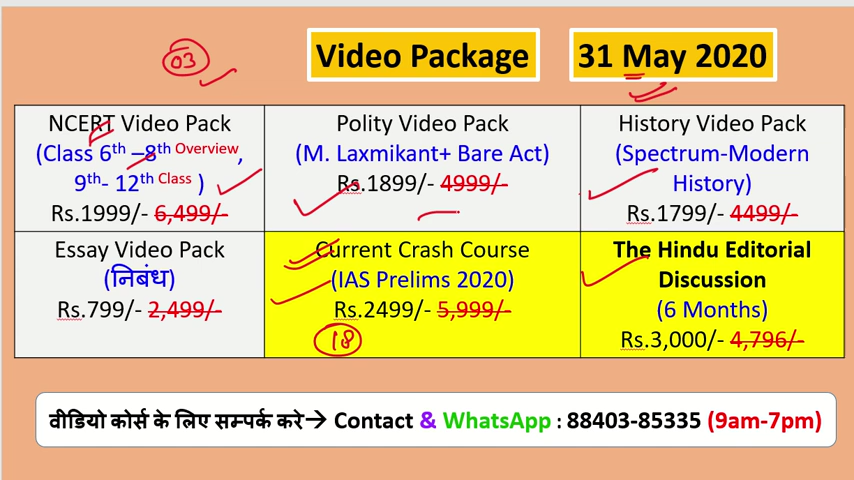 03
Video Package
31 May 2020
NCERT Video Pack
(Class 6th –8th Overview,
9th- 12th Class )
Rs.1999/- 6,499/-
Polity Video Pack
(M. Laxmikant+ Bare Act)
Rs.1899/- 4999/-
History Video Pack
(Spectrum-Modern
History)
Rs.1799/- 4499/-
Essay Video Pack
(निबंध)
Rs.799/- 2,499/-
Current Crash Course
(IAS Prelims 2020)
Rs.2499/- 5,999/-
18
The Hindu Editorial
Discussion
(6 Months)
Rs.3,000/- 4,796/-
वीडियो कोर्स के लिए सम्पर्क करे→ Contact & WhatsApp : 88403-85335 (9am-7pm)